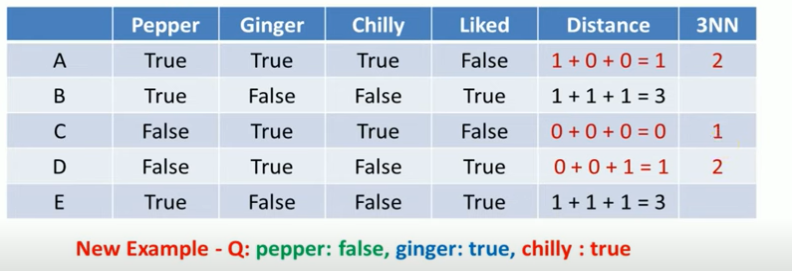 Pepper Ginger Chilly Liked Distance 3NN
A True True True False 1 + 0 + 0 = 1 2
B True False False True 1 + 1 + 1 = 3
C False True True False 0 + 0 + 0 = 0 1
D False True False True 0 + 0 + 1 = 1 2
E True False False True 1 + 1 + 1 = 3
New Example - Q: pepper: false, ginger: true, chilly : true